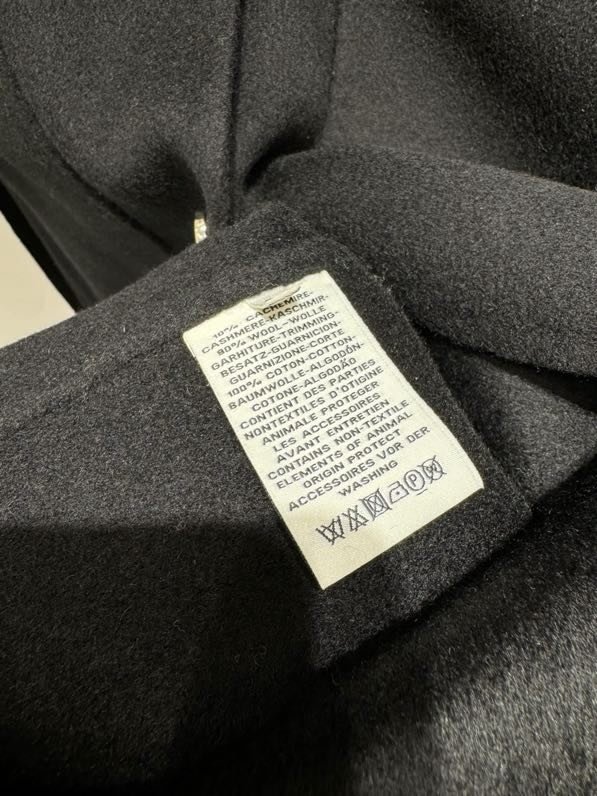 10% CACHEMIRE-
CASHMERE-KASCHMIR-
90% WOOL-WOLLE
GARNITURE-TRIMMING-
BESATZ-GUARNICION-
GUARNIZIONE-CORTE
100% COTON-COTTON-
BAUMWOLLE-ALGODÓN-
COTONE-ALGODÃO
CONTIENT DES PARTIES
NONTEXTILES D'ORIGINE
ANIMALE PROTEGER
LES ACCESSOIRES
AVANT ENTRETIEN
CONTAINS NON-TEXTILE
ELEMENTS OF ANIMAL
ORIGIN PROTECT
ACCESSOIRES VOR DER
WASHING
P